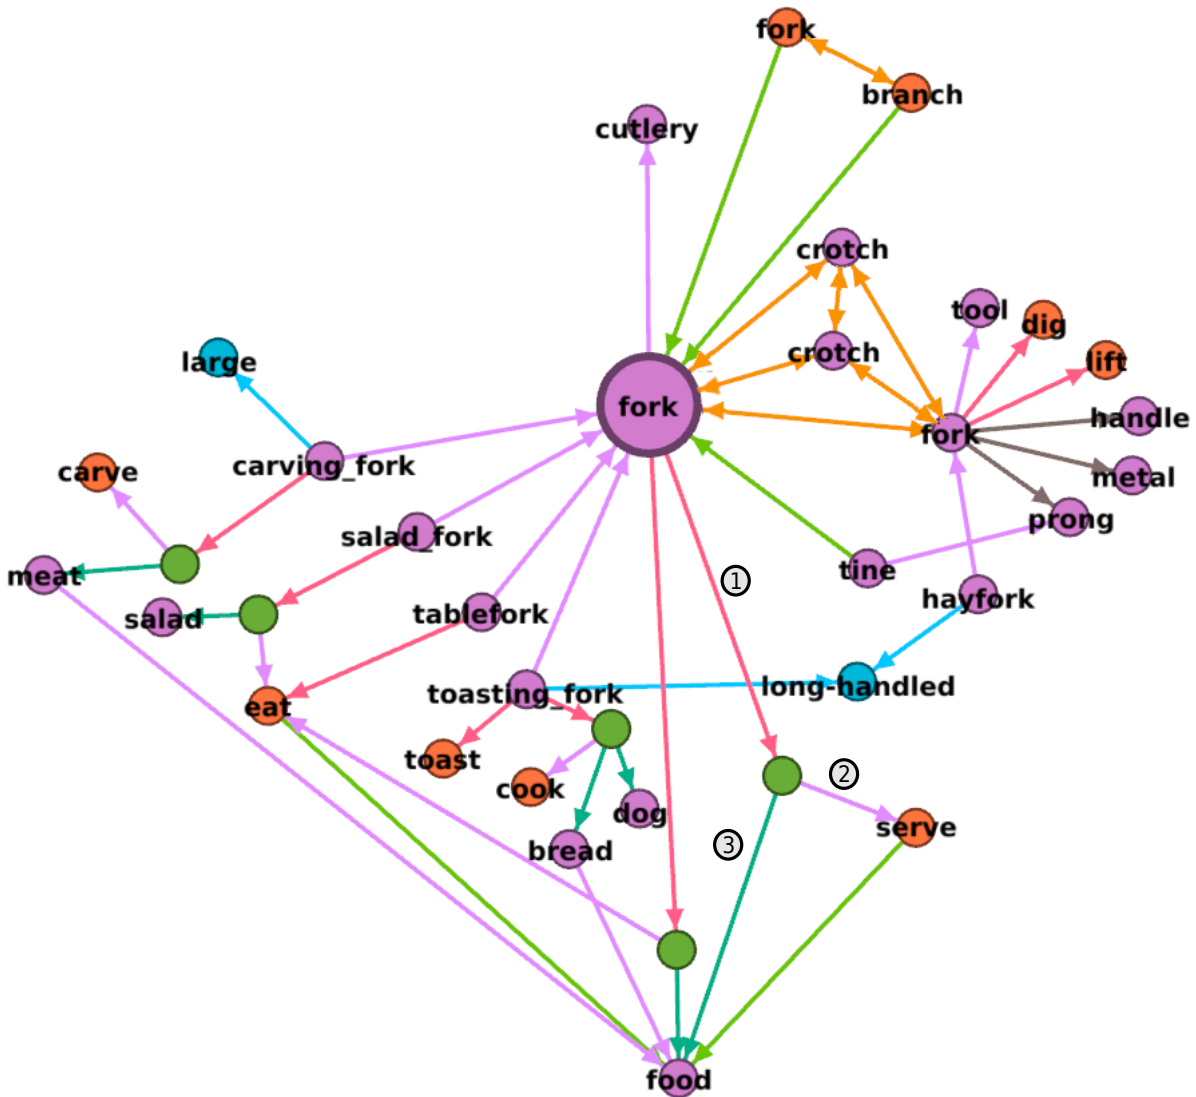 fork
branch
cutlery
crotch
tool
dig
crotch
large
lift
fork
handle
fork
carving_fork
carve
metal
prong
salad_fork
tine
meat
1
hayfork
salad
tablefork
long-handled
toasting_fork
eat
toast
2
cook
dog
serve
3
bread
food